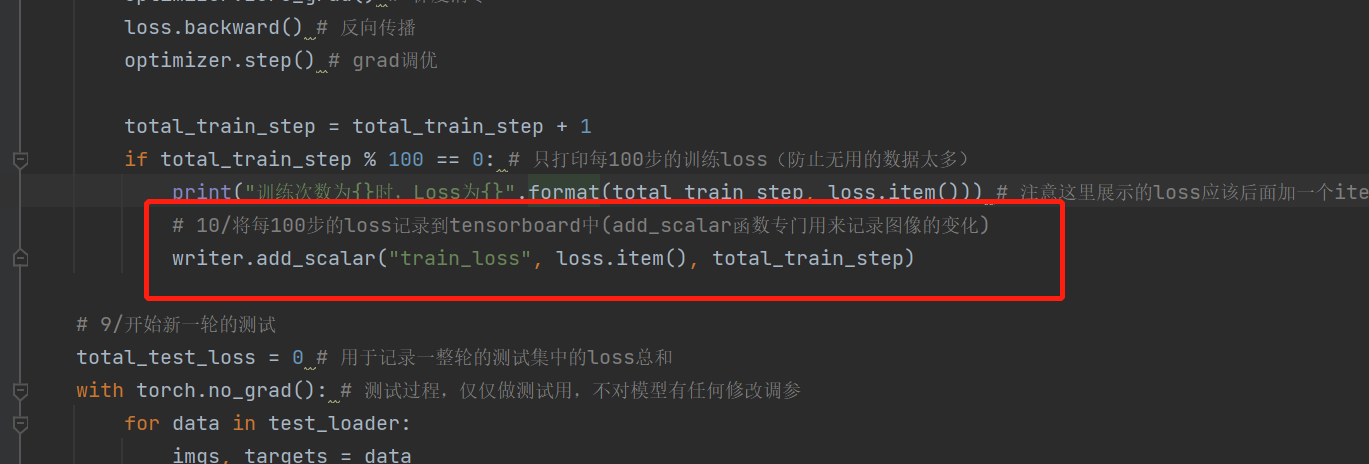 loss.backward() # 反向传播
optimizer.step() # grad调优
total_train_step = total_train_step + 1
if total_train_step % 100 == 0: # 只打印每100步的训练loss（防止无用的数据太多）
print("训练次数为{}时，Loss为{}".format(total_train_step, loss.item())) # 注意这里展示的loss应该后面加一个ite
# 10/将每100步的loss记录到tensorboard中(add_scalar函数专门用来记录图像的变化)
writer.add_scalar("train_loss", loss.item(), total_train_step)
# 9/开始新一轮的测试
total_test_loss = 0 # 用于记录一整轮的测试集中的loss总和
with torch.no_grad(): # 测试过程，仅仅做测试用，不对模型有任何修改调参
for data in test_loader:
imgs, targets = data